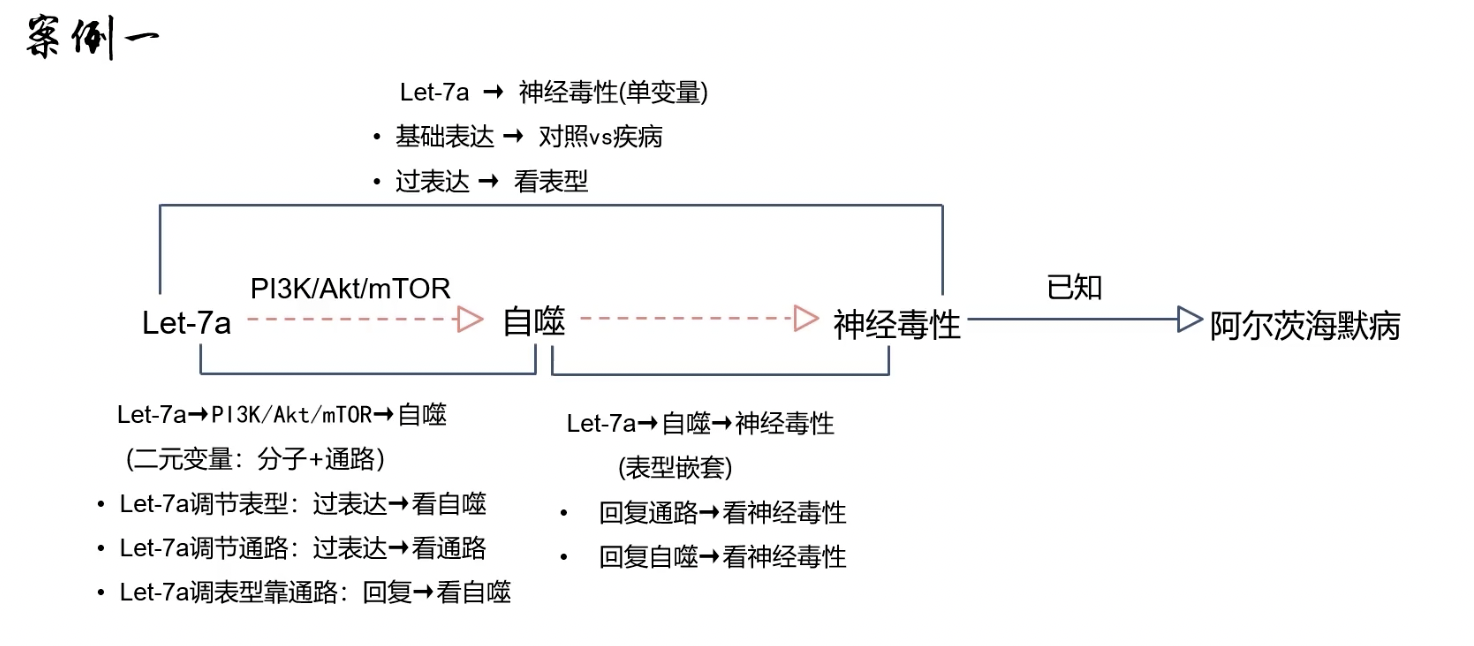 案例一
Let-7a → 神经毒性(单变量)
• 基础表达 → 对照vs疾病
• 过表达 → 看表型
PI3K/Akt/mTOR
已知
Let-7a
自噬
神经毒性
阿尔茨海默病
Let-7a→PI3K/Akt/mTOR→自噬
(二元变量：分子+通路)
• Let-7a调节表型：过表达→看自噬
• Let-7a调节通路：过表达→看通路
• Let-7a调表型靠通路：回复→看自噬
Let-7a→自噬→神经毒性
(表型嵌套)
• 回复通路→看神经毒性
• 回复自噬→看神经毒性